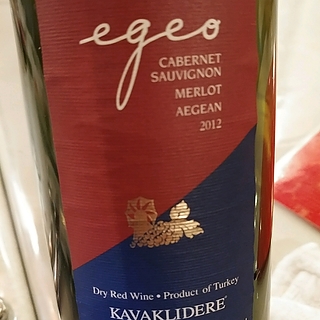 egeo
CABERNET
SAUVIGNON
MERLOT
AEGEAN
2012
Dry Red Wine • Product of Turkey
KAVAKLIDERE®